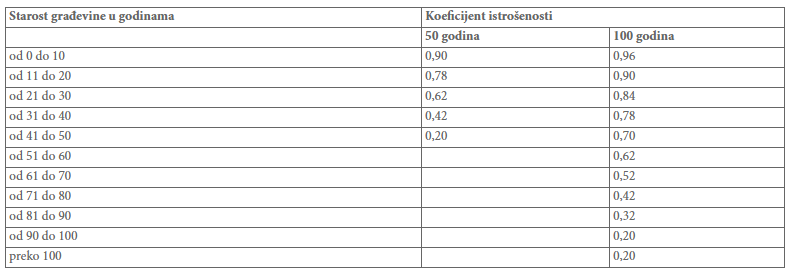 Starost građevine u godinama Koeficijent istrošenosti
50 godina 100 godina
od 0 do 10 0,90 0,96
od 11 do 20 0,78 0,90
od 21 do 30 0,62 0,84
od 31 do 40 0,42 0,78
od 41 do 50 0,20 0,70
od 51 do 60 0,62
od 61 do 70 0,52
od 71 do 80 0,42
od 81 do 90 0,32
od 90 do 100 0,20
preko 100 0,20